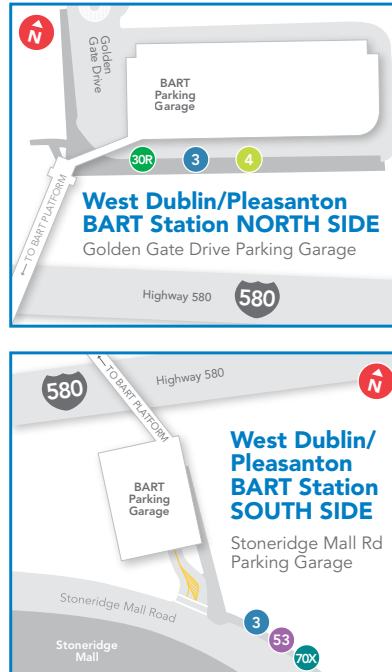 N
Golden
Gate Drive
BART
Parking
Garage
30R
3
4
← TO BART PLATFORM
West Dublin/Pleasanton
BART Station NORTH SIDE
Golden Gate Drive Parking Garage
Highway 580
580
← TO BART PLATFORM
Highway 580
580
N
BART
Parking
Garage
West Dublin/
Pleasanton
BART Station
SOUTH SIDE
Stoneridge Mall Rd
Parking Garage
Stoneridge Mall Road
3
53
70X
Stoneridge
Mall